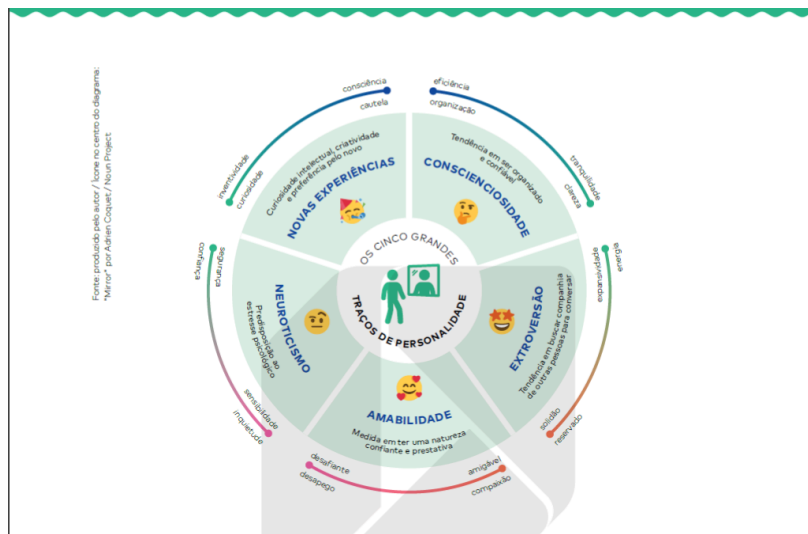 Fonte: produzido pelo autor / Ícone no centro do diagrama:
"Mirror" por Adrien Coquet / Noun Project
consciência
cautela
inventividade
curiosidade
Curiosidade intelectual, criatividade
e preferência pelo novo
NOVAS EXPERIÊNCIAS
eficiência
organização
tranquilidade
clareza
Tendência em ser organizado
e confiável
CONSCIENCIOSIDADE
OS CINCO GRANDES
TRAÇOS DE PERSONALIDADE
energia
expansividade
solidão
reservado
EXTROVERSÃO
Tendência em buscar companhia
de outras pessoas para conversar
AMABILIDADE
Medida em ter uma natureza
confiante e prestativa
amigável
compaixão
desafiante
desapego
NEUROTICISMO
Predisposição ao
estresse psicológico
segurança
confiança
sensibilidade
inquietude